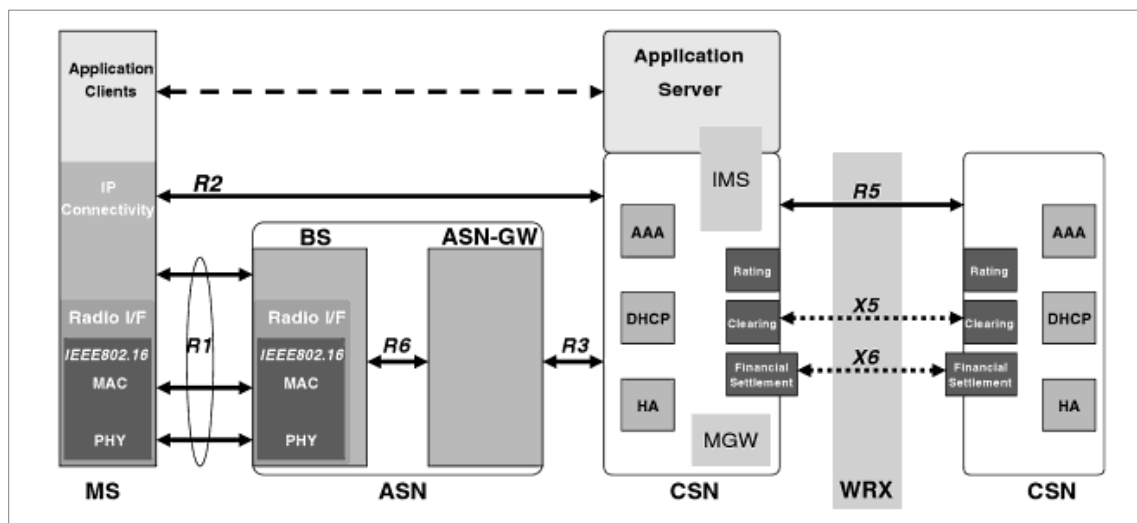 Application
Clients
Application
Server
IP
Connectivity
R2
IMS
R5
BS
ASN-GW
AAA
AAA
Rating
Rating
Radio I/F
Radio I/F
R1
IEEE802.16
IEEE802.16
R6
R3
DHCP
Clearing
X5
Clearing
DHCP
MAC
MAC
Financial
Settlement
X6
Financial
Settlement
HA
HA
PHY
PHY
MGW
MS
ASN
CSN
WRX
CSN